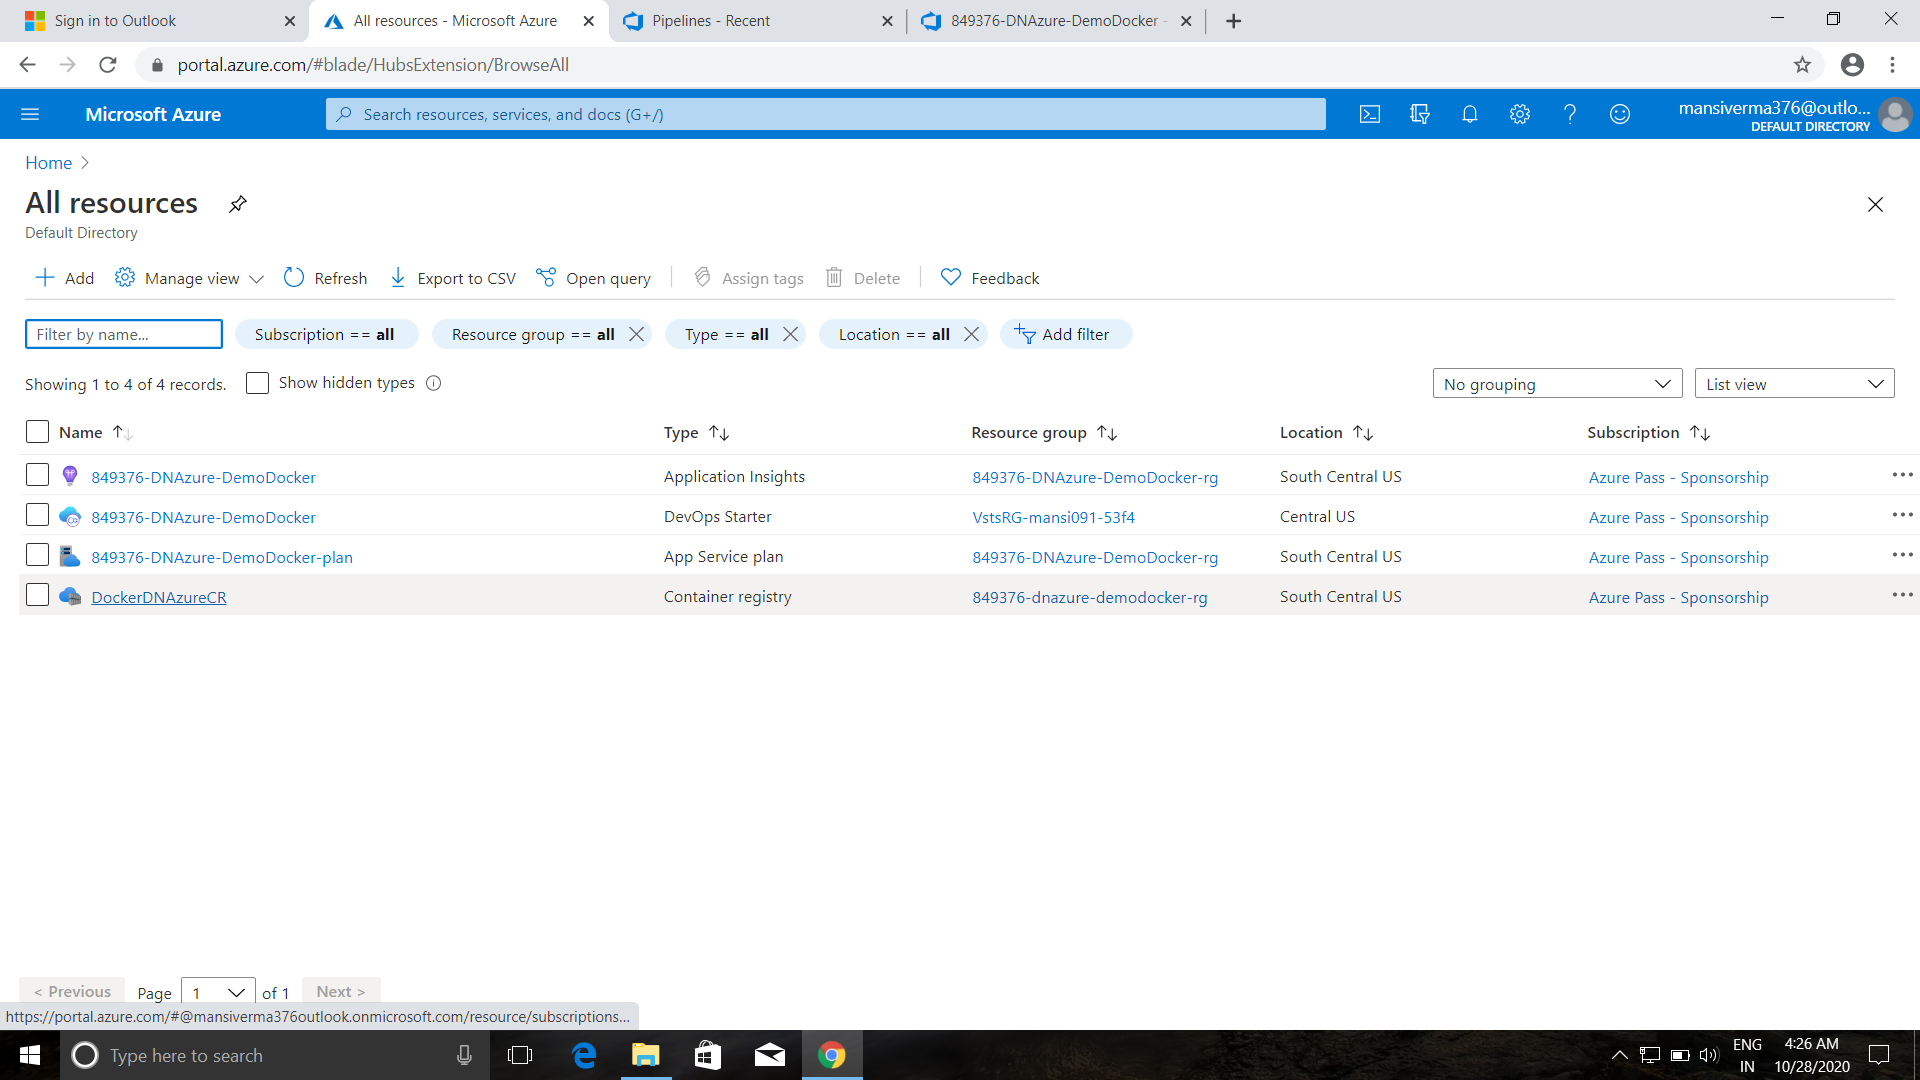 Sign in to Outlook
All resources - Microsoft Azure
Pipelines - Recent
849376-DNAzure-DemoDocker -
portal.azure.com/#blade/HubsExtension/BrowseAll
Microsoft Azure
Search resources, services, and docs (G+/)
mansiverma376@outlo...
DEFAULT DIRECTORY
Home
All resources
Default Directory
Add Manage view Refresh Export to CSV Open query Assign tags Delete Feedback
Filter by name... Subscription == all Resource group == all Type == all Location == all Add filter
Showing 1 to 4 of 4 records. Show hidden types No grouping List view
Name Type Resource group Location Subscription
849376-DNAzure-DemoDocker Application Insights 849376-DNAzure-DemoDocker-rg South Central US Azure Pass - Sponsorship
849376-DNAzure-DemoDocker DevOps Starter VstsRG-mansi091-53f4 Central US Azure Pass - Sponsorship
849376-DNAzure-DemoDocker-plan App Service plan 849376-DNAzure-DemoDocker-rg South Central US Azure Pass - Sponsorship
DockerDNAzureCR Container registry 849376-dnazure-demodocker-rg South Central US Azure Pass - Sponsorship
< Previous Page 1 of 1 Next >
https://portal.azure.com/#@mansiverma376outlook.onmicrosoft.com/resource/subscriptions...
Type here to search
ENG
IN
4:26 AM
10/28/2020